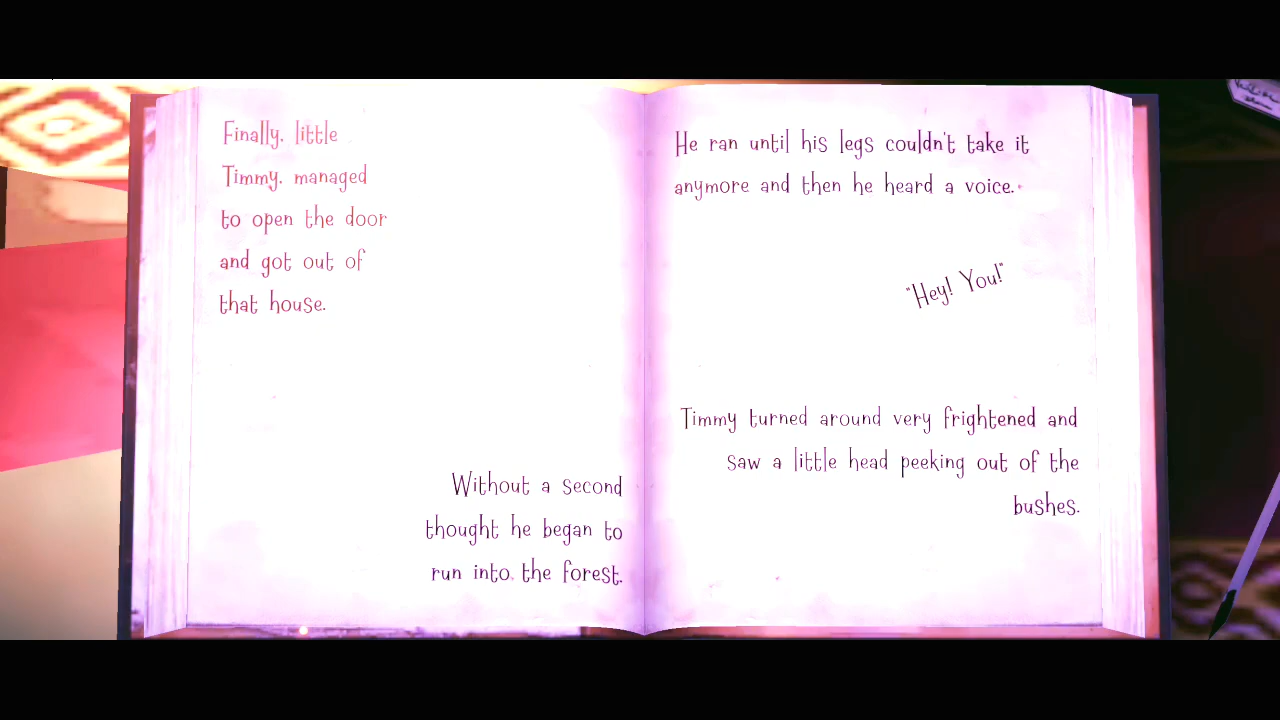 Finally, little
Timmy, managed
to open the door
and got out of
that house.
Without a second
thought he began to
run into the forest.
He ran until his legs couldn't take it
anymore and then he heard a voice.
"Hey! You!"
Timmy turned around very frightened and
saw a little head peeking out of the
bushes.